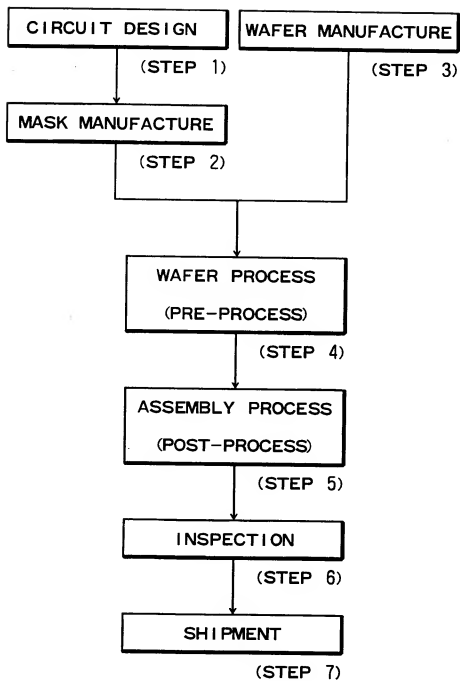 CIRCUIT DESIGN
(STEP 1)
WAFER MANUFACTURE
(STEP 3)
MASK MANUFACTURE
(STEP 2)
WAFER PROCESS
(PRE-PROCESS)
(STEP 4)
ASSEMBLY PROCESS
(POST-PROCESS)
(STEP 5)
INSPECTION
(STEP 6)
SHIPMENT
(STEP 7)